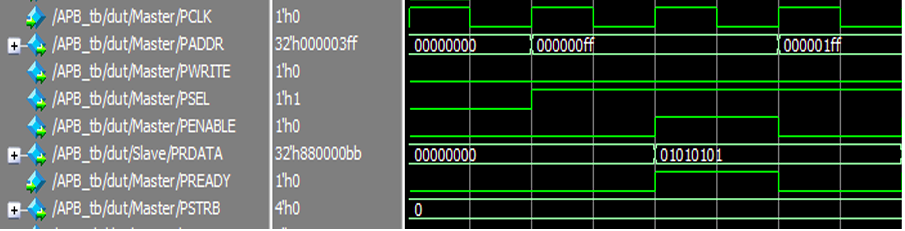 /APB_tb/dut/Master/PCLK 1'h0
/APB_tb/dut/Master/PADDR 32'h000003ff 00000000 000000ff 000001ff
/APB_tb/dut/Master/PWRITE 1'h0
/APB_tb/dut/Master/PSEL 1'h1
/APB_tb/dut/Master/PENABLE 1'h0
/APB_tb/dut/Slave/PRDATA 32'h880000bb 00000000 01010101
/APB_tb/dut/Master/PREADY 1'h0
/APB_tb/dut/Master/PSTRB 4'h0 0